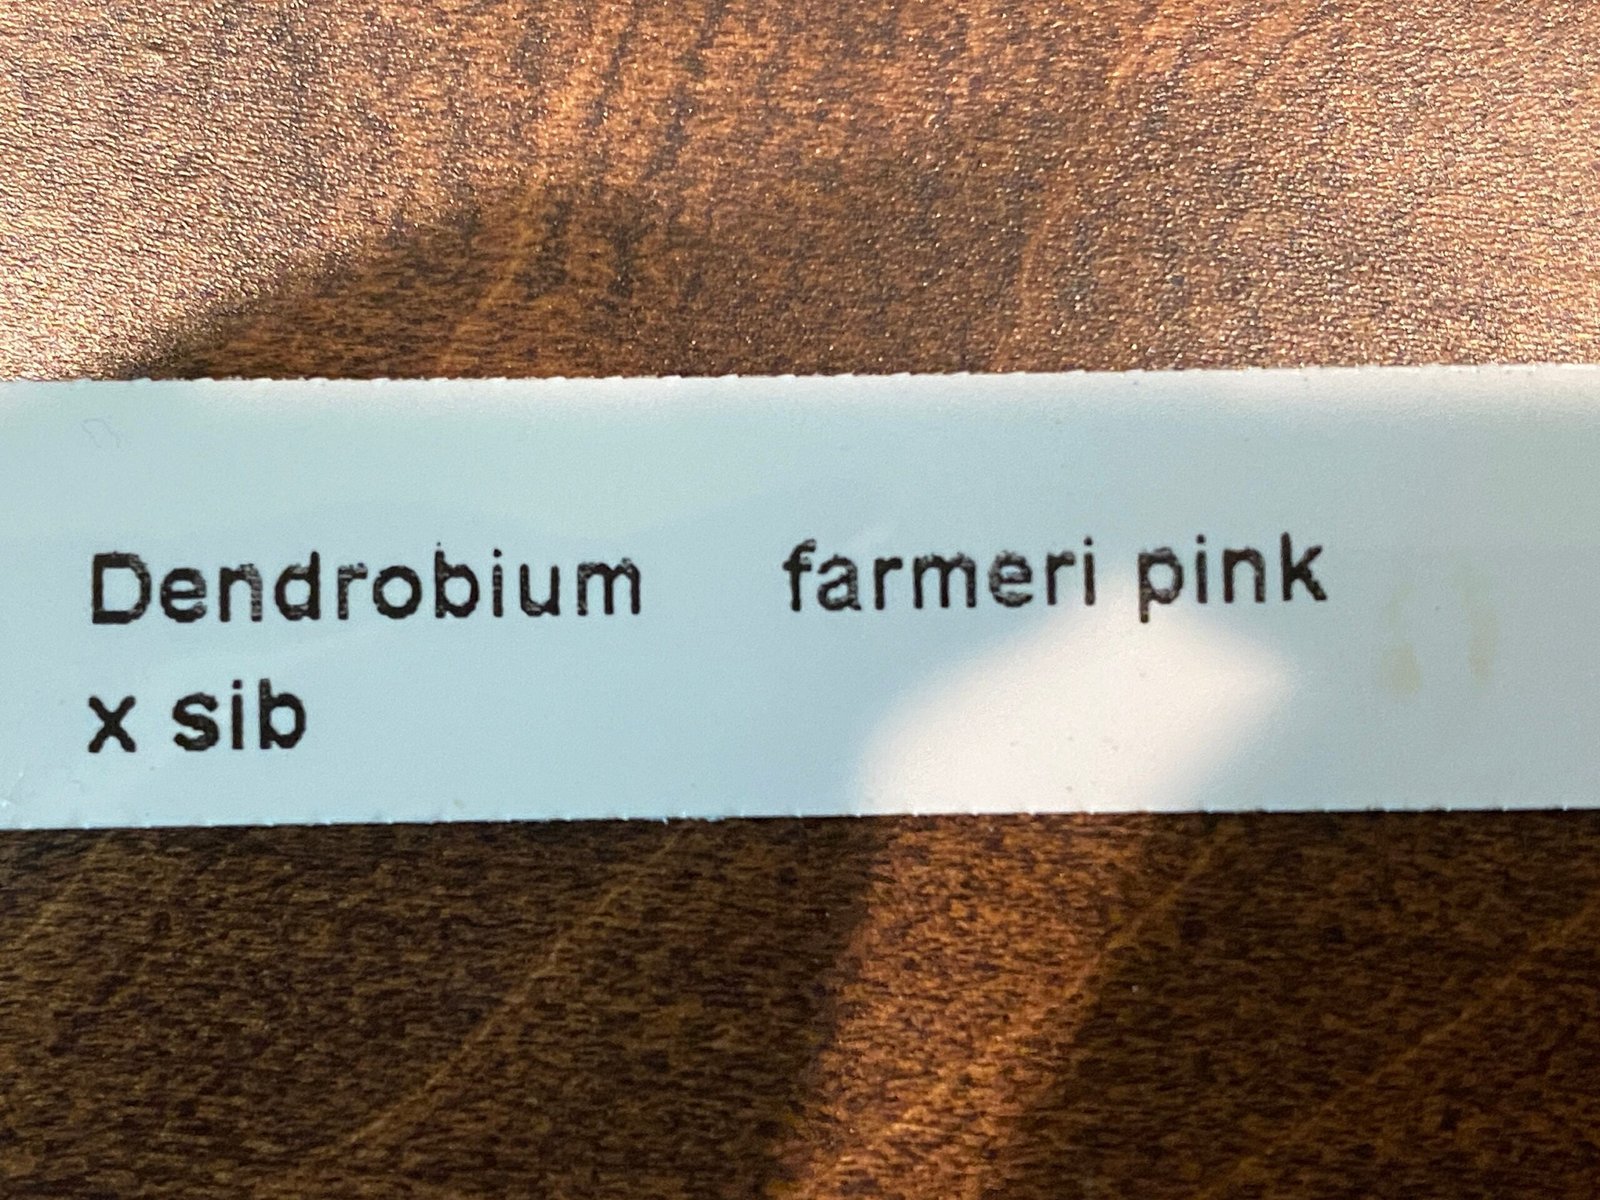 Dendrobium farmeri pink
x sib